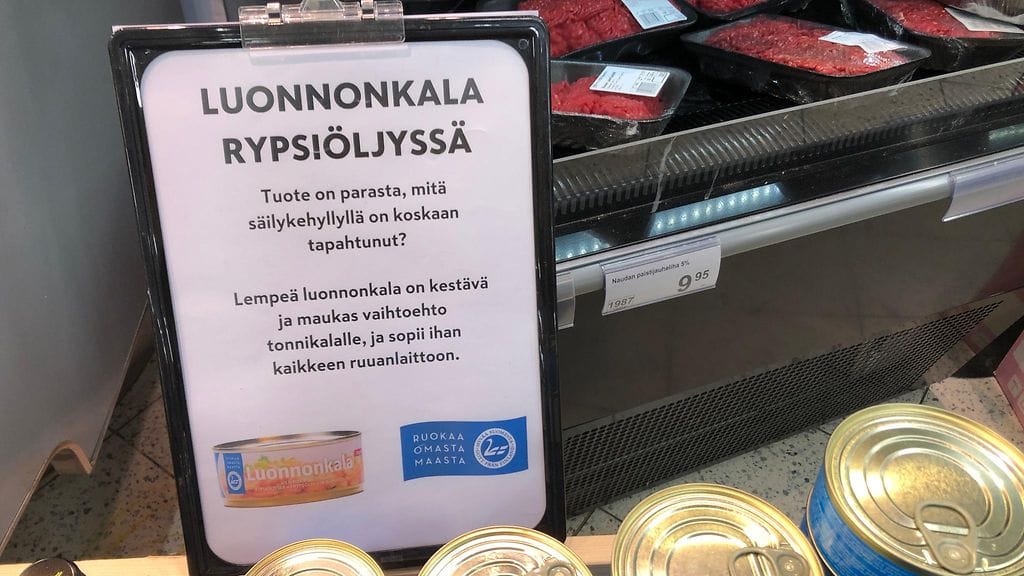 LUONNONKALA
RYPSIÖLJYSSÄ
Tuote on parasta, mitä
säilykehyllyllä on koskaan
tapahtunut?
Lempeä luonnonkala on kestävä
ja maukas vaihtoehto
tonnikalalle, ja sopii ihan
kaikkeen ruuanlaittoon.
Luonnonkala
RUOKAA
OMASTA
MAASTA
Naudan paistijauheliha 5%
9 95
1987